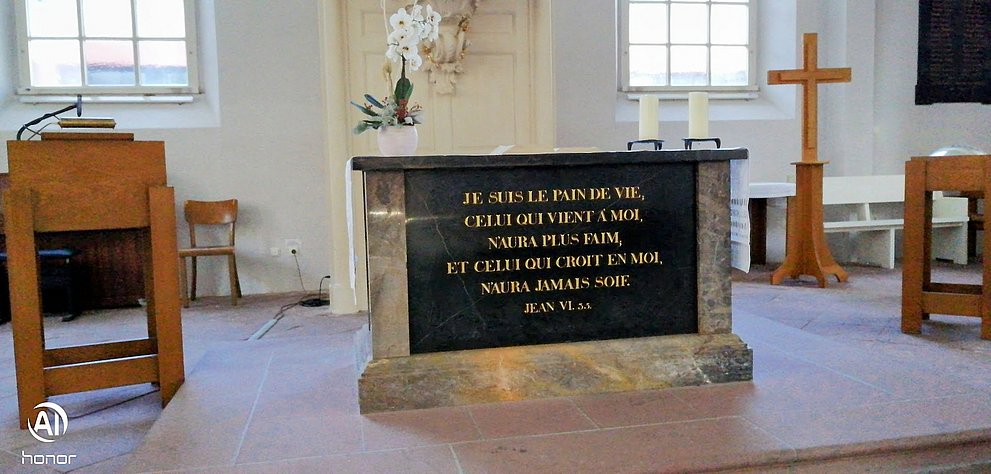 JE SUIS LE PAIN DE VIE,
CELUI QUI VIENT Á MOI,
N'AURA PLUS FAIM;
ET CELUI QUI CROIT EN MOI,
N'AURA JAMAIS SOIF.
JEAN VI. 35.
AI
honor